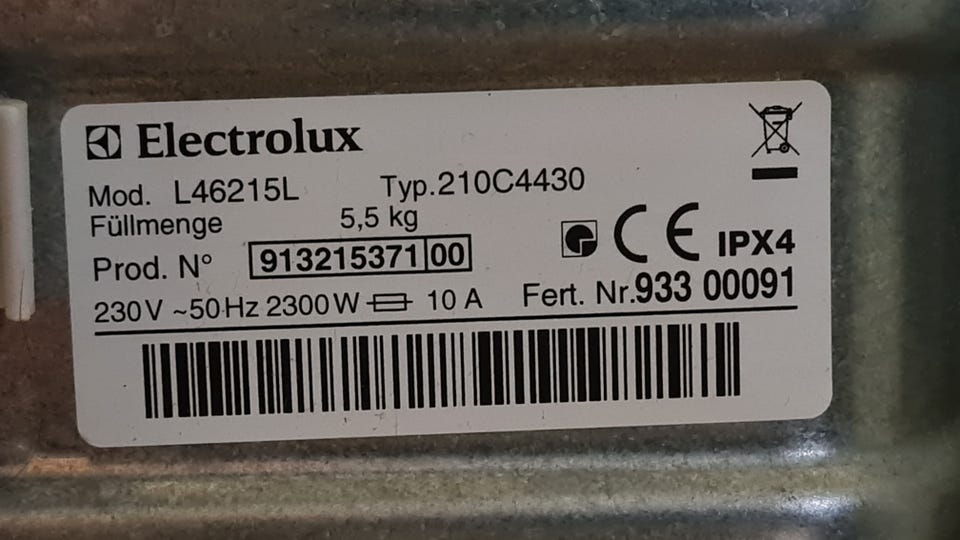 Electrolux
Mod. L46215L Typ.210C4430
Füllmenge 5,5 kg
Prod. N° 913215371 00
CE IPX4
230V ~50Hz 2300W 10 A Fert. Nr.933 00091